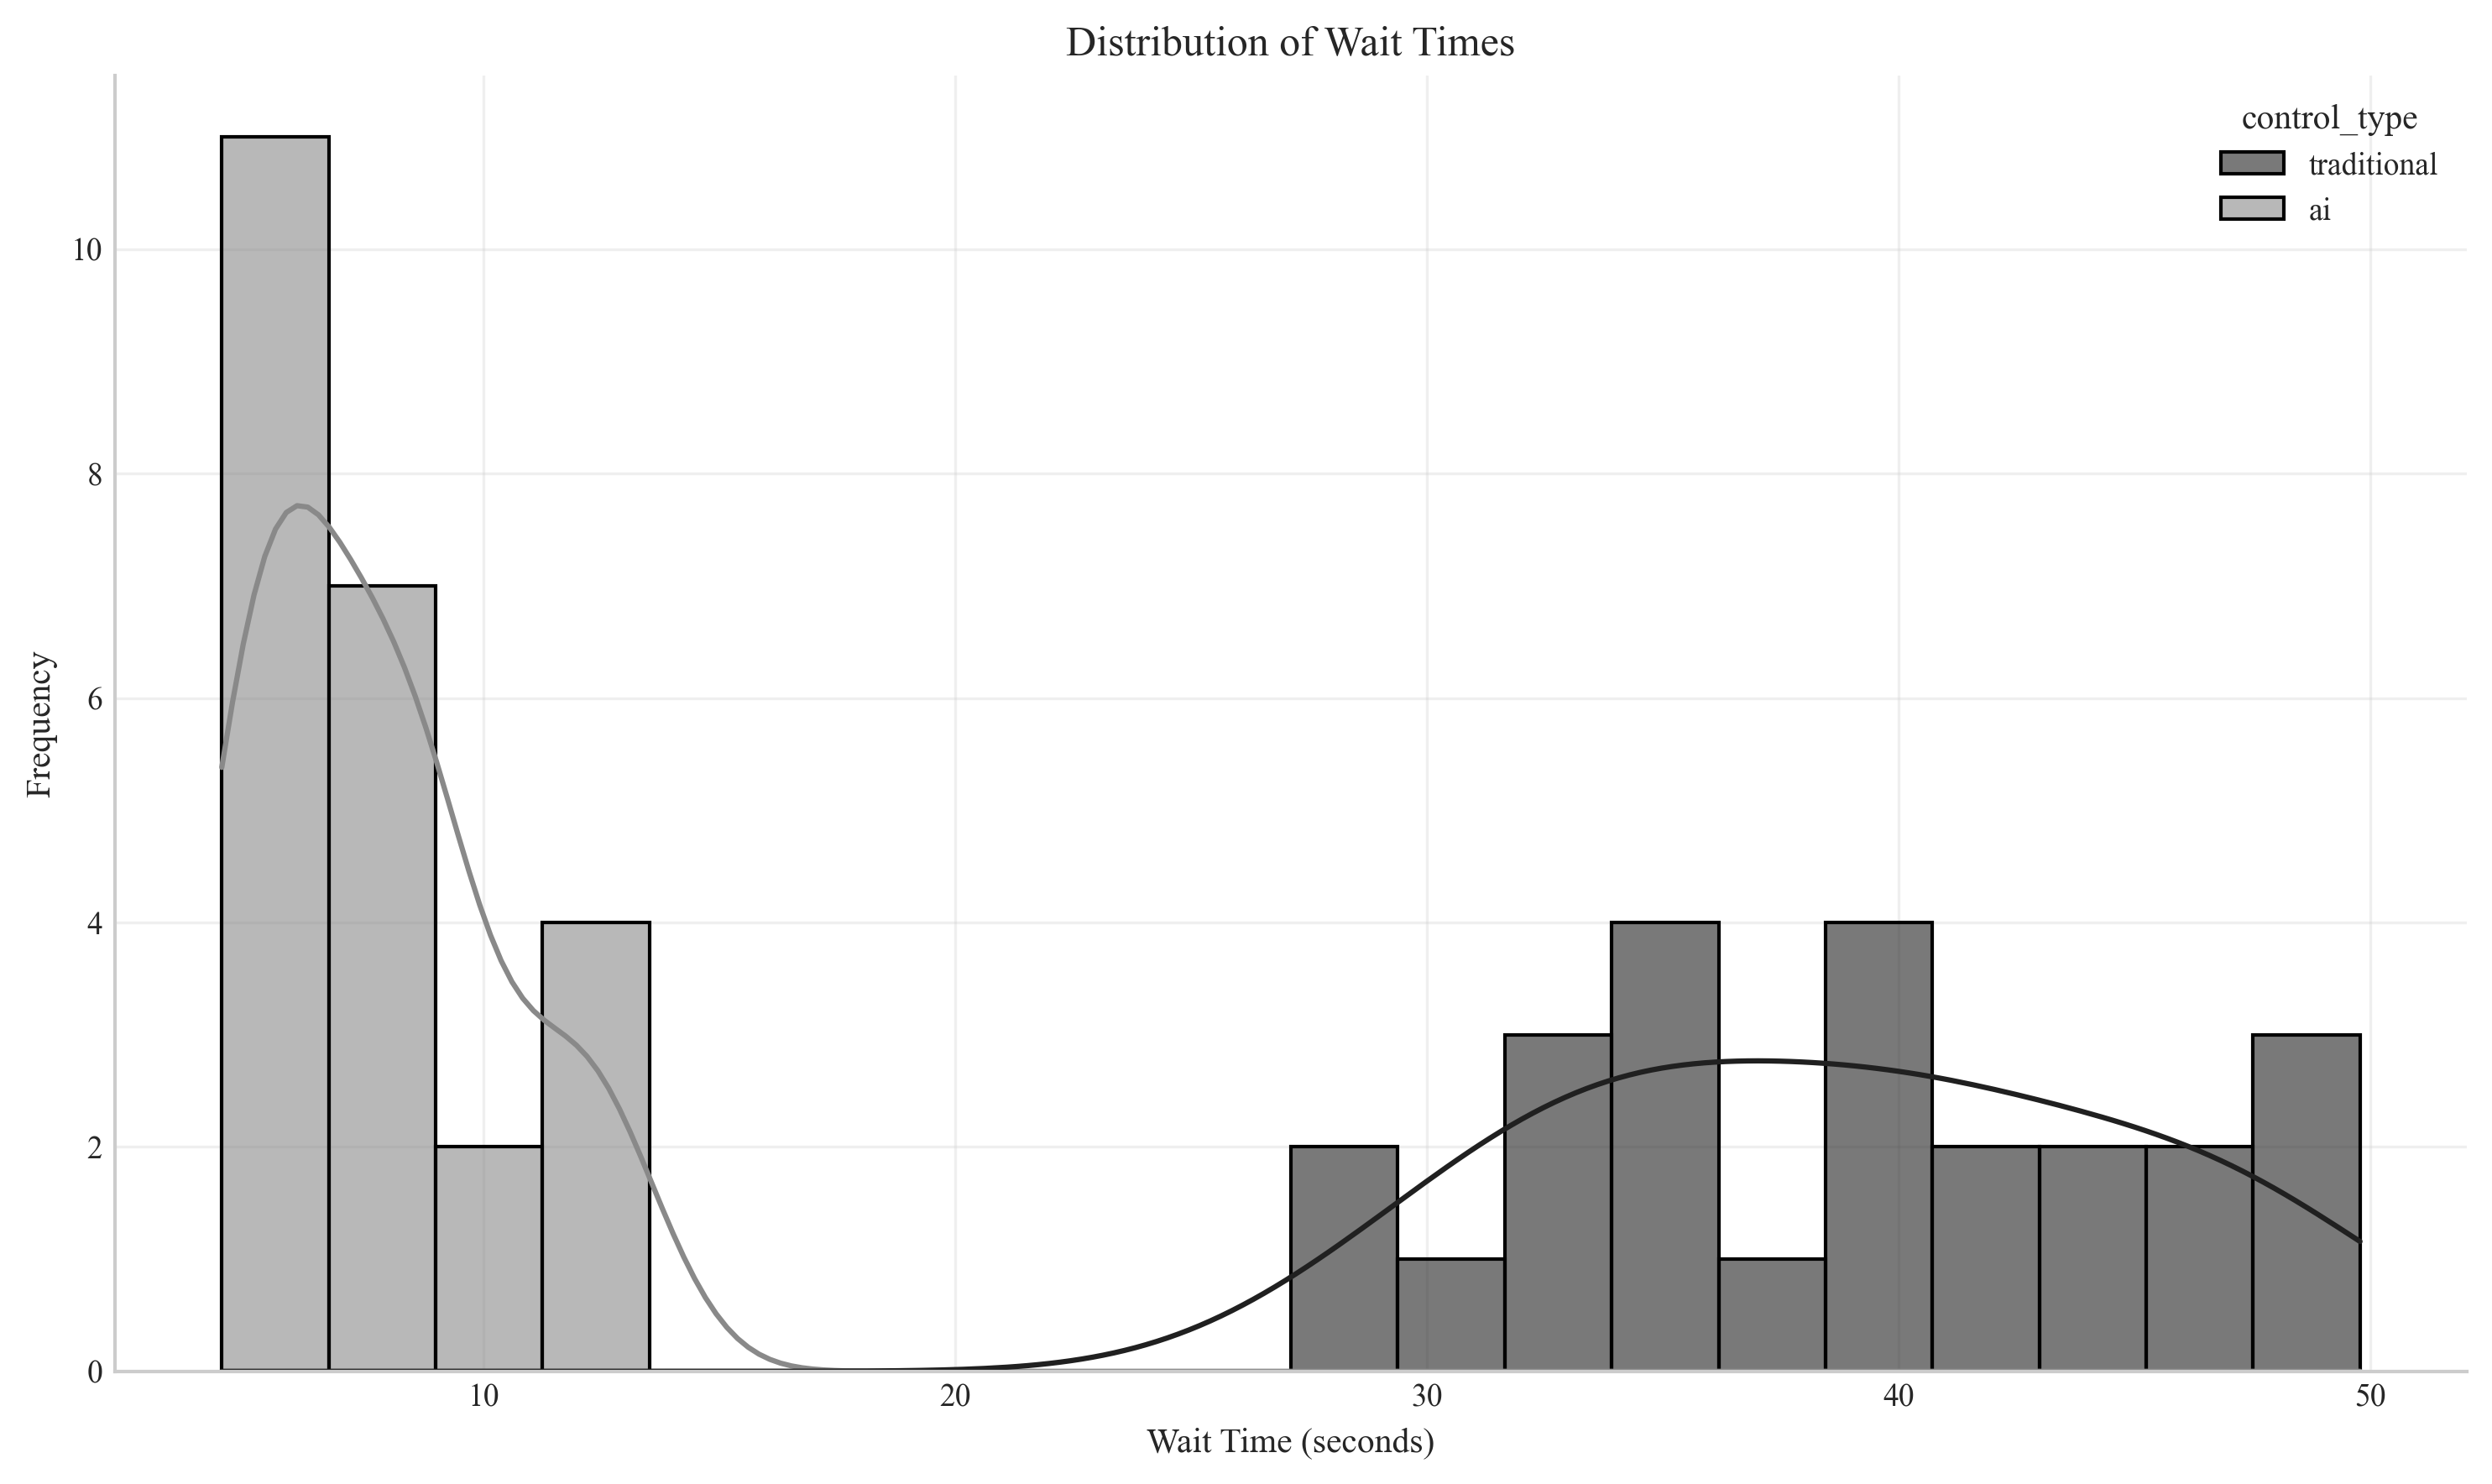 Distribution of Wait Times
control_type
traditional
ai
Frequency
10
8
6
4
2
0
10 20 30 40 50
Wait Time (seconds)